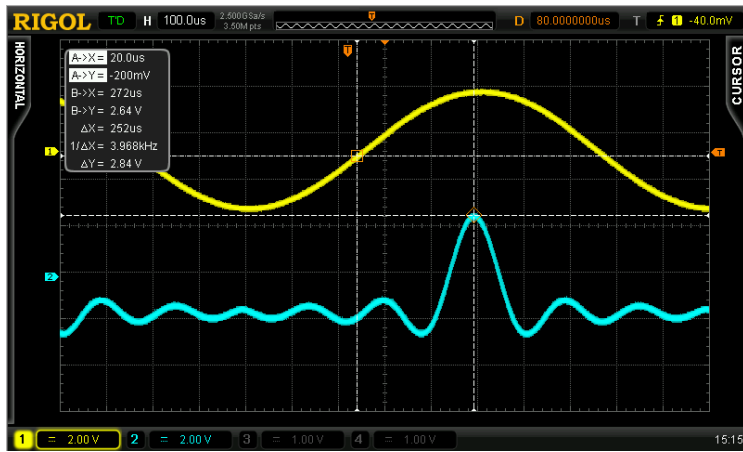 RIGOL T'D H 100.0us 2.500GSa/s 3.50M pts T D 80.0000000us T 1 -40.0mV
HORIZONTAL
CURSOR
T
A->X = 20.0us
A->Y = -200mV
B->X = 272us
B->Y = 2.64 V
ΔX = 252us
1/ΔX = 3.968kHz
ΔY = 2.84 V
1
T
2
1 = 2.00 V 2 = 2.00 V 3 = 1.00 V 4 = 1.00 V 15:15